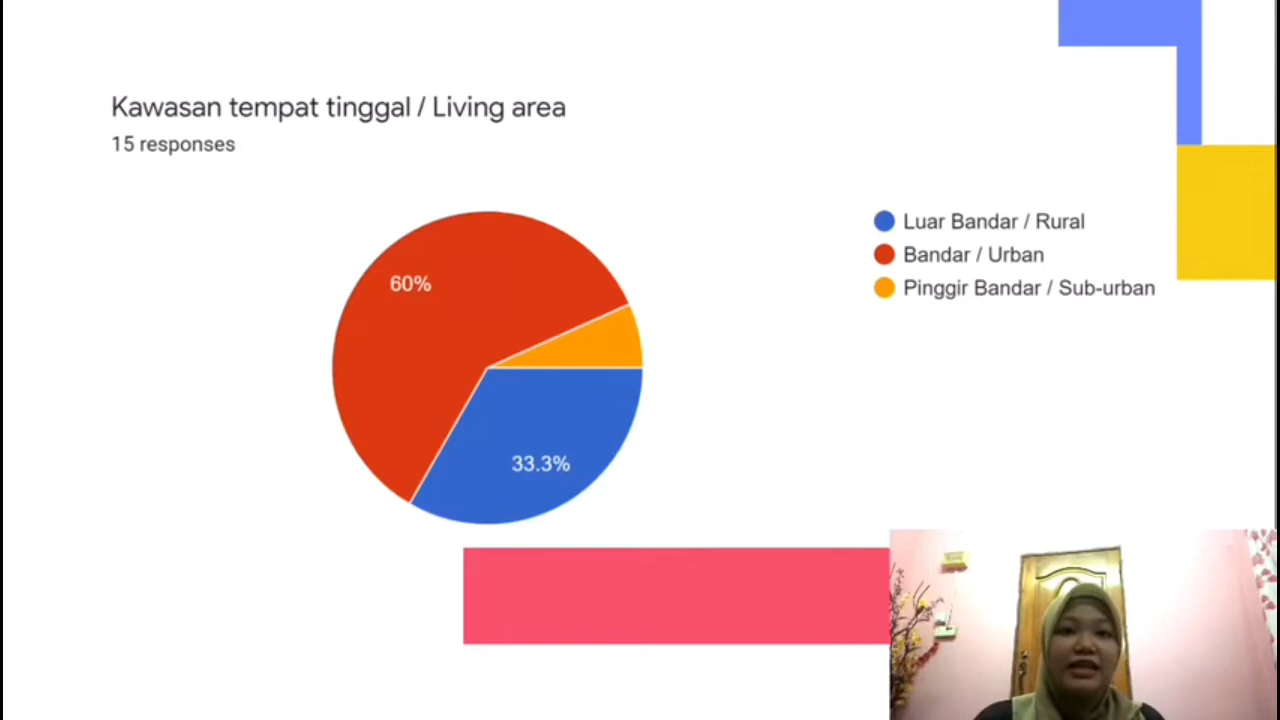 Kawasan tempat tinggal / Living area
15 responses
Luar Bandar / Rural
Bandar / Urban
Pinggir Bandar / Sub-urban
60%
33.3%